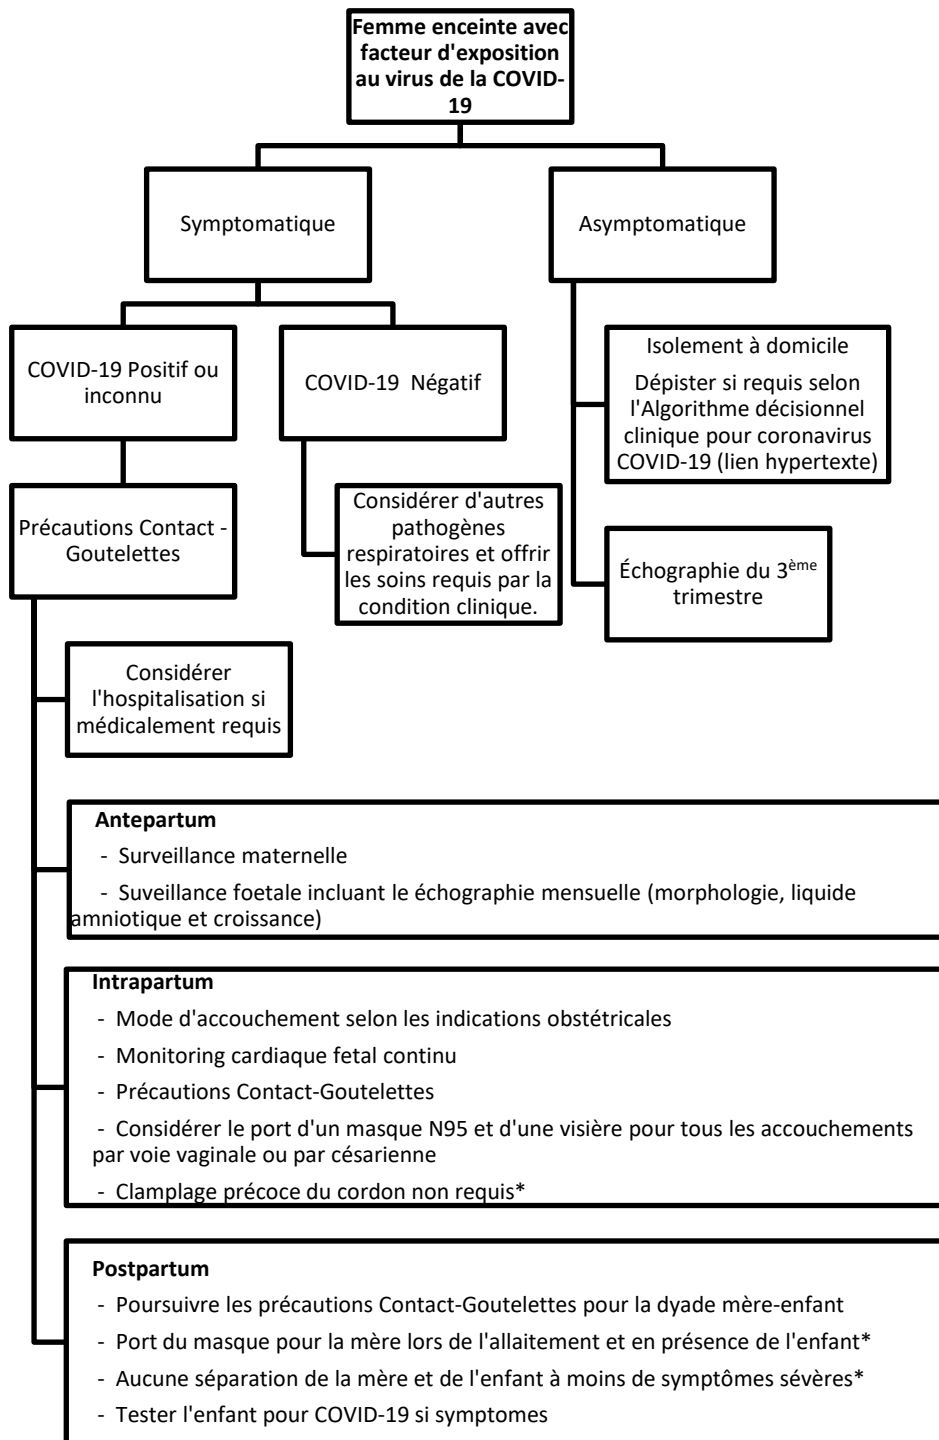 Femme enceinte avec
facteur d'exposition
au virus de la COVID-
19
Symptomatique
Asymptomatique
COVID-19 Positif ou
inconnu
COVID-19 Négatif
Isolement à domicile
Dépister si requis selon
l'Algorithme décisionnel
clinique pour coronavirus
COVID-19 (lien hypertexte)
Précautions Contact -
Goutelettes
Considérer d'autres
pathogènes
respiratoires et offrir
les soins requis par la
condition clinique.
Échographie du 3ème
trimestre
Considérer
l'hospitalisation si
médicalement requis
Antepartum
- Surveillance maternelle
- Suveillance foetale incluant le échographie mensuelle (morphologie, liquide
amniotique et croissance)
Intrapartum
- Mode d'accouchement selon les indications obstétricales
- Monitoring cardiaque fetal continu
- Précautions Contact-Goutelettes
- Considérer le port d'un masque N95 et d'une visière pour tous les accouchements
par voie vaginale ou par césarienne
- Clamplage précoce du cordon non requis*
Postpartum
- Poursuivre les précautions Contact-Goutelettes pour la dyade mère-enfant
- Port du masque pour la mère lors de l'allaitement et en présence de l'enfant*
- Aucune séparation de la mère et de l'enfant à moins de symptômes sévères*
- Tester l'enfant pour COVID-19 si symptomes